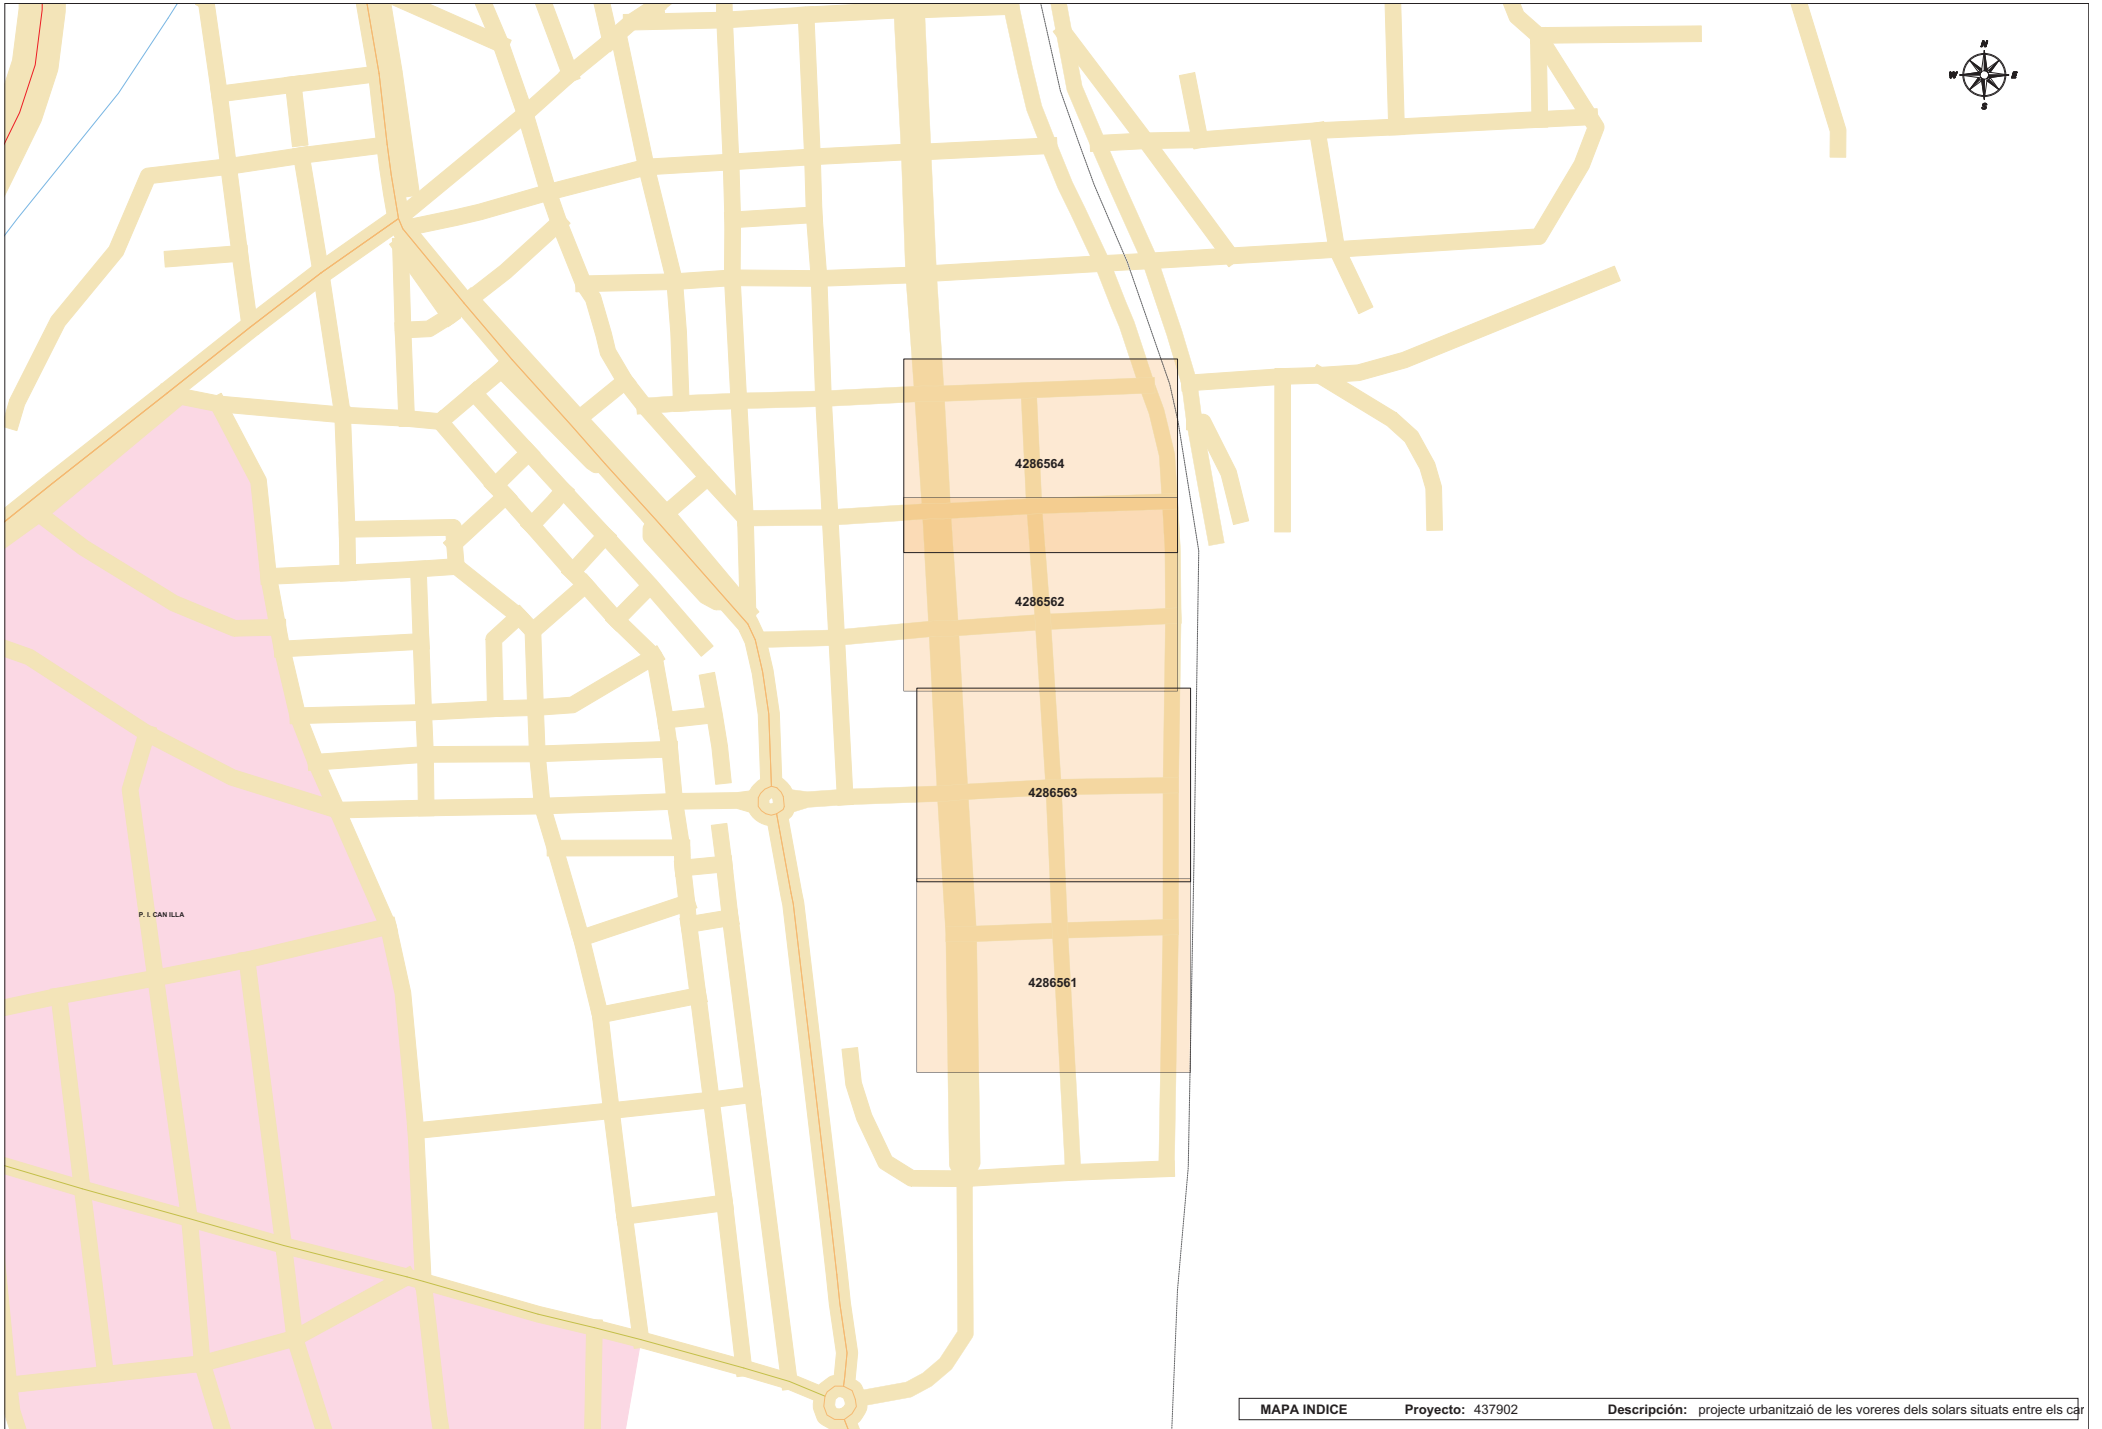 N
W E
S
4286564
4286562
4286563
P. I. CAN ILLA
4286561
MAPA INDICE Proyecto: 437902 Descripción: projecte urbanitzaió de les voreres dels solars situats entre els car